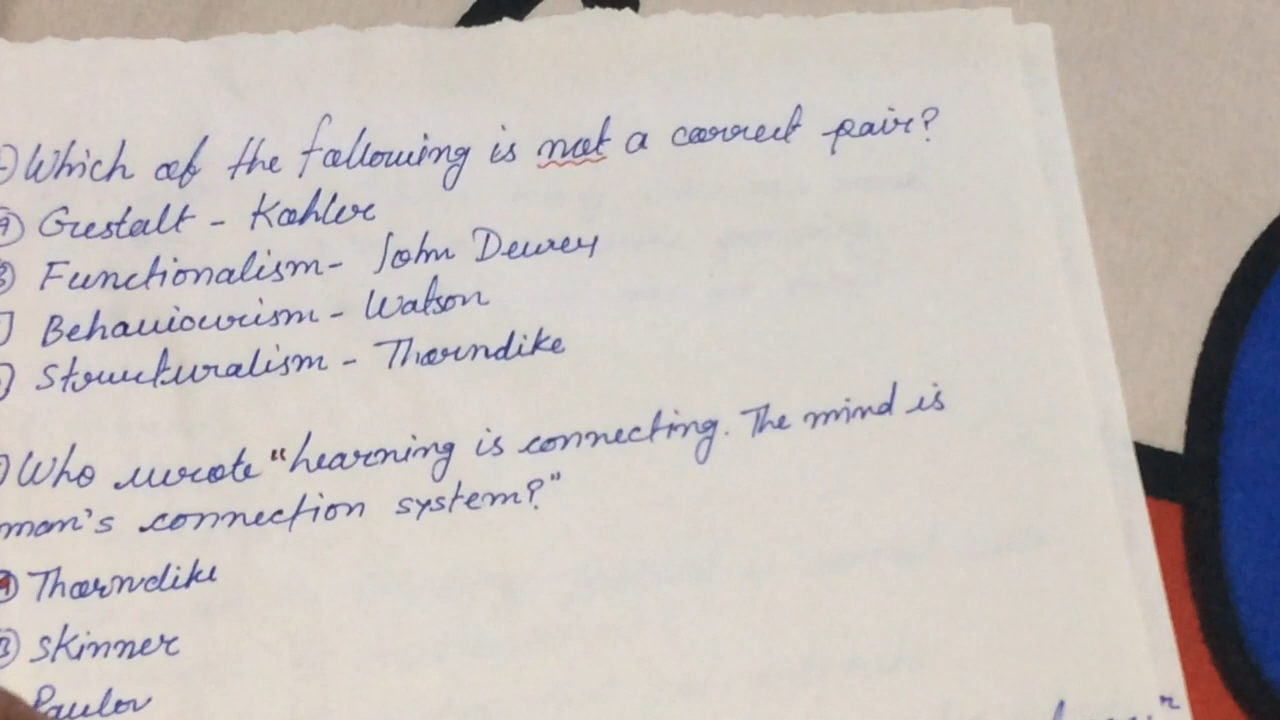 Which of the following is not a correct pair?
Gestalt - Kohler
Functionalism - John Dewey
Behaviourism - Watson
Structuralism - Thorndike
Who wrote "Learning is connecting. The mind is
man's connection system?"
A Thorndike
B Skinner
Pavlov